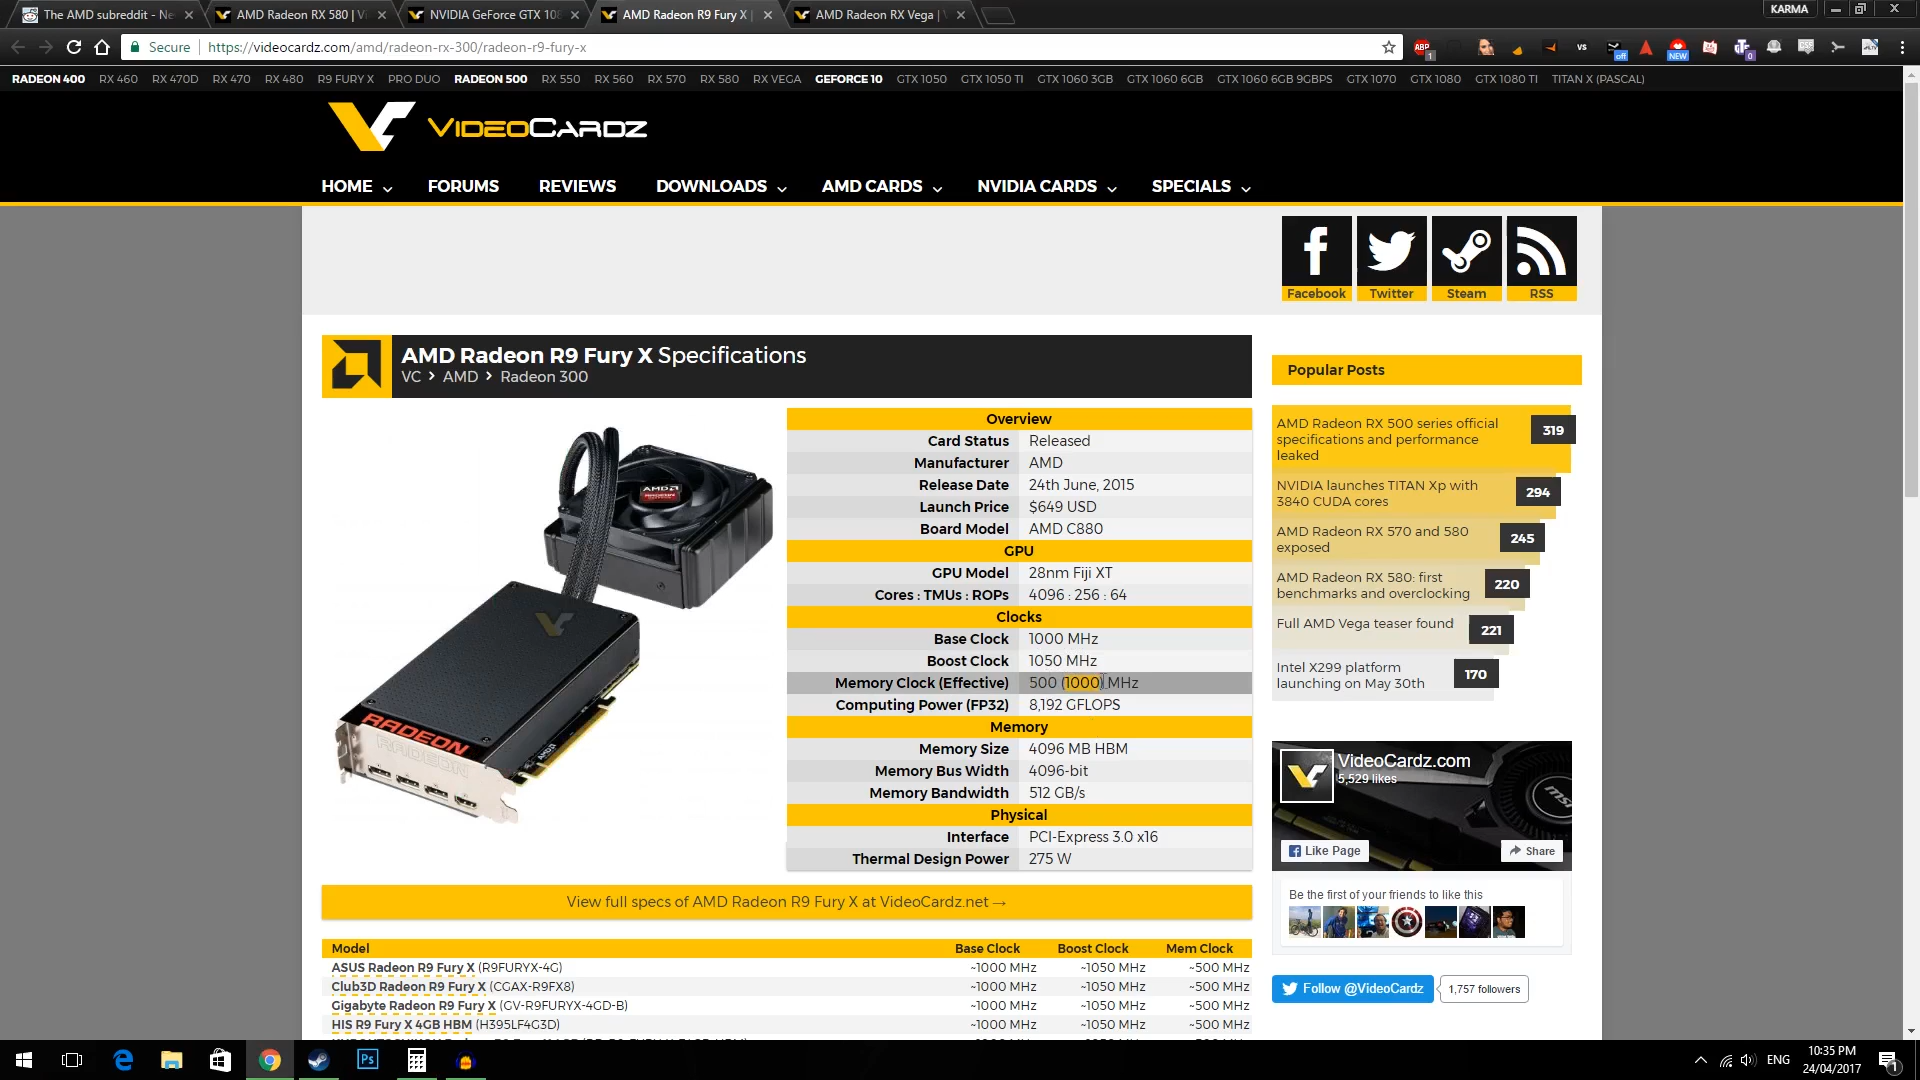 The AMD subreddit - Ne
AMD Radeon RX 580 | Vi
NVIDIA GeForce GTX 108
AMD Radeon R9 Fury X |
AMD Radeon RX Vega | V
KARMA
Secure
https://videocardz.com/amd/radeon-rx-300/radeon-r9-fury-x
RADEON 400 RX 460 RX 470D RX 470 RX 480 R9 FURY X PRO DUO RADEON 500 RX 550 RX 560 RX 570 RX 580 RX VEGA GEFORCE 10 GTX 1050 GTX 1050 TI GTX 1060 3GB GTX 1060 6GB GTX 1060 6GB 9GBPS GTX 1070 GTX 1080 GTX 1080 TI TITAN X (PASCAL)
VIDEOCARDZ
HOME FORUMS REVIEWS DOWNLOADS AMD CARDS NVIDIA CARDS SPECIALS
Facebook Twitter Steam RSS
AMD Radeon R9 Fury X Specifications
VC > AMD > Radeon 300
Overview
Card Status Released
Manufacturer AMD
Release Date 24th June, 2015
Launch Price $649 USD
Board Model AMD C880
GPU
GPU Model 28nm Fiji XT
Cores : TMUs : ROPs 4096 : 256 : 64
Clocks
Base Clock 1000 MHz
Boost Clock 1050 MHz
Memory Clock (Effective) 500 (1000) MHz
Computing Power (FP32) 8,192 GFLOPS
Memory
Memory Size 4096 MB HBM
Memory Bus Width 4096-bit
Memory Bandwidth 512 GB/s
Physical
Interface PCI-Express 3.0 x16
Thermal Design Power 275 W
AMD
RADEON
RADEON
AMD
View full specs of AMD Radeon R9 Fury X at VideoCardz.net →
Model Base Clock Boost Clock Mem Clock
ASUS Radeon R9 Fury X (R9FURYX-4G) ~1000 MHz ~1050 MHz ~500 MHz
Club3D Radeon R9 Fury X (CGAX-R9FX8) ~1000 MHz ~1050 MHz ~500 MHz
Gigabyte Radeon R9 Fury X (GV-R9FURYX-4GD-B) ~1000 MHz ~1050 MHz ~500 MHz
HIS R9 Fury X 4GB HBM (H395LF4G3D) ~1000 MHz ~1050 MHz ~500 MHz
Popular Posts
AMD Radeon RX 500 series official
specifications and performance
leaked
319
NVIDIA launches TITAN Xp with
3840 CUDA cores
294
AMD Radeon RX 570 and 580
exposed
245
AMD Radeon RX 580: first
benchmarks and overclocking
220
Full AMD Vega teaser found
221
Intel X299 platform
launching on May 30th
170
VideoCardz.com
5,529 likes
msi
Like Page
Share
Be the first of your friends to like this
Follow @VideoCardz
1,757 followers
ENG
10:35 PM
24/04/2017